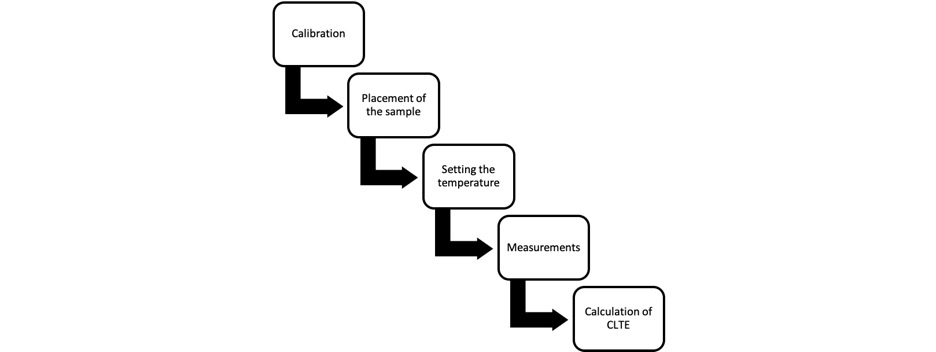 Calibration
Placement of
the sample
Setting the
temperature
Measurements
Calculation of
CLTE